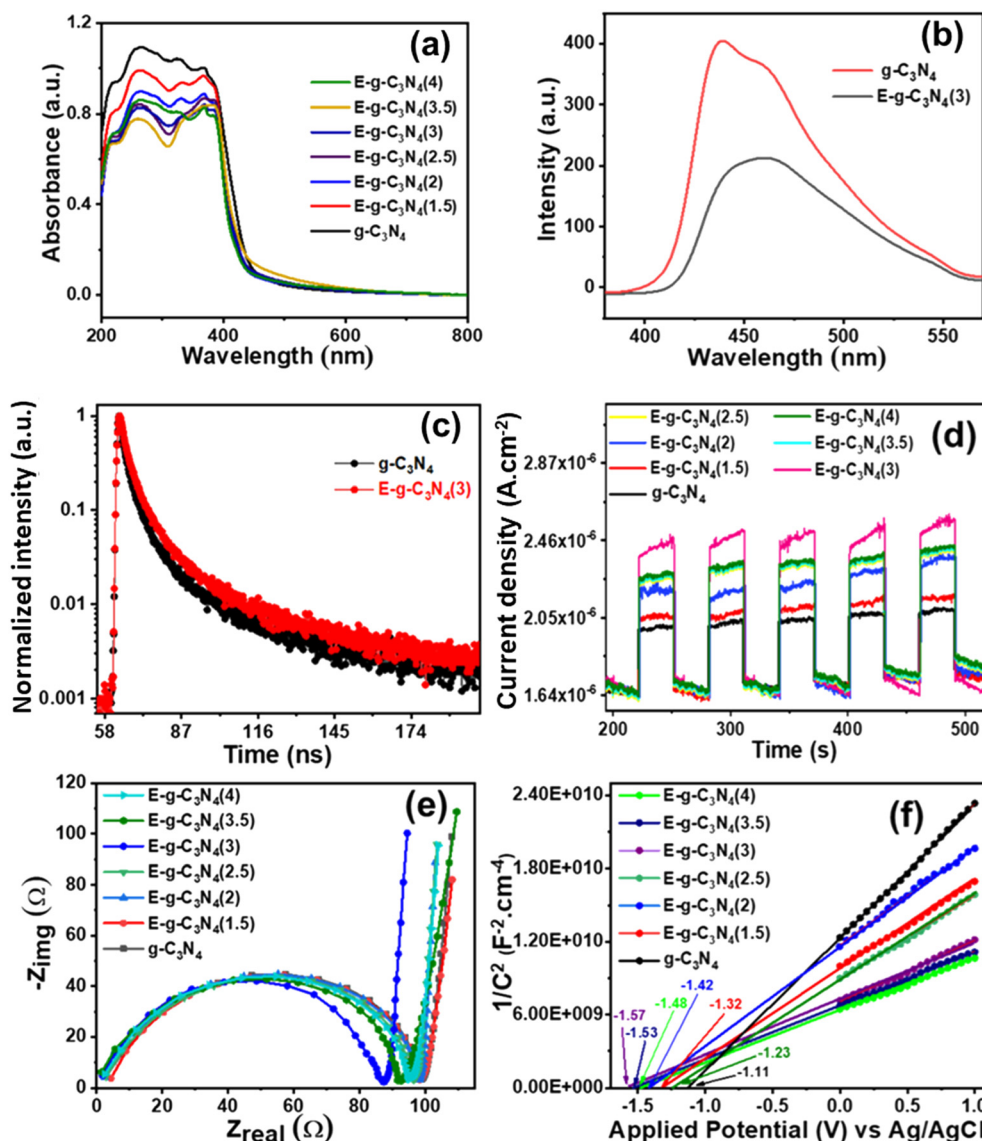 (a)
1.2
0.8
0.4
0.0
Absorbance (a.u.)
E-g-C₃N₄(4)
E-g-C₃N₄(3.5)
E-g-C₃N₄(3)
E-g-C₃N₄(2.5)
E-g-C₃N₄(2)
E-g-C₃N₄(1.5)
g-C₃N₄
200 400 600 800
Wavelength (nm)
(b)
400
300
200
100
0
Intensity (a.u.)
g-C₃N₄
E-g-C₃N₄(3)
400 450 500 550
Wavelength (nm)
(c)
1
0.1
0.01
0.001
Normalized intensity (a.u.)
g-C₃N₄
E-g-C₃N₄(3)
58 87 116 145 174
Time (ns)
(d)
E-g-C₃N₄(2.5) E-g-C₃N₄(4)
E-g-C₃N₄(2) E-g-C₃N₄(3.5)
E-g-C₃N₄(1.5) E-g-C₃N₄(3)
g-C₃N₄
2.87x10⁻⁶
2.46x10⁻⁶
2.05x10⁻⁶
1.64x10⁻⁶
Current density (A.cm⁻²)
200 300 400 500
Time (s)
(e)
120
100
80
60
40
20
0
-Zimg (Ω)
E-g-C₃N₄(4)
E-g-C₃N₄(3.5)
E-g-C₃N₄(3)
E-g-C₃N₄(2.5)
E-g-C₃N₄(2)
E-g-C₃N₄(1.5)
g-C₃N₄
0 20 40 60 80 100
Zreal (Ω)
(f)
2.40E+010
1.80E+010
1.20E+010
6.00E+009
0.00E+000
1/C² (F⁻².cm⁻⁴)
E-g-C₃N₄(4)
E-g-C₃N₄(3.5)
E-g-C₃N₄(3)
E-g-C₃N₄(2.5)
E-g-C₃N₄(2)
E-g-C₃N₄(1.5)
g-C₃N₄
-1.42
-1.48
-1.32
-1.57
-1.53
-1.23
-1.11
-1.5 -1.0 -0.5 0.0 0.5 1.0
Applied Potential (V) vs Ag/AgCl